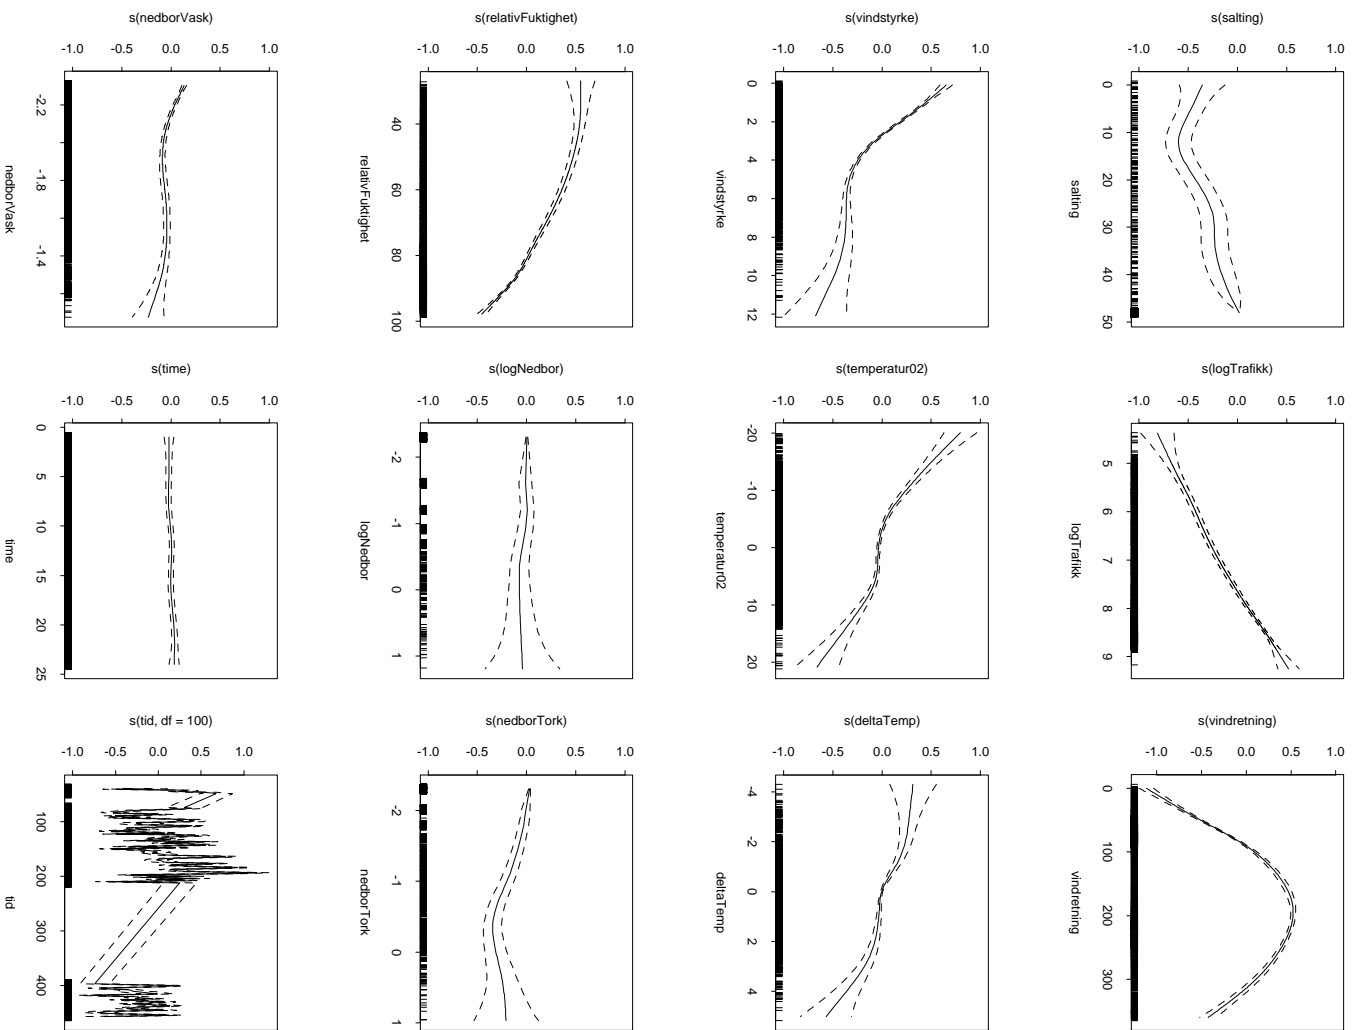 s(nedborVask)
-1.0 -0.5 0.0 0.5 1.0
-2.2 -1.8 -1.4
nedborVask
s(relativFuktighet)
-1.0 -0.5 0.0 0.5 1.0
40 60 80 100
relativFuktighet
s(vindstyrke)
-1.0 -0.5 0.0 0.5 1.0
0 2 4 6 8 10 12
vindstyrke
s(salting)
-1.0 -0.5 0.0 0.5 1.0
0 10 20 30 40 50
salting
s(time)
-1.0 -0.5 0.0 0.5 1.0
0 5 10 15 20 25
time
s(logNedbor)
-1.0 -0.5 0.0 0.5 1.0
-2 -1 0 1
logNedbor
s(temperatur02)
-1.0 -0.5 0.0 0.5 1.0
-20 -10 0 10 20
temperatur02
s(logTrafikk)
-1.0 -0.5 0.0 0.5 1.0
5 6 7 8 9
logTrafikk
s(tid, df = 100)
-1.0 -0.5 0.0 0.5 1.0
100 200 300 400
tid
s(nedborTork)
-1.0 -0.5 0.0 0.5 1.0
-2 -1 0 1
nedborTork
s(deltaTemp)
-1.0 -0.5 0.0 0.5 1.0
-4 -2 0 2 4
deltaTemp
s(vindretning)
-1.0 -0.5 0.0 0.5 1.0
0 100 200 300
vindretning